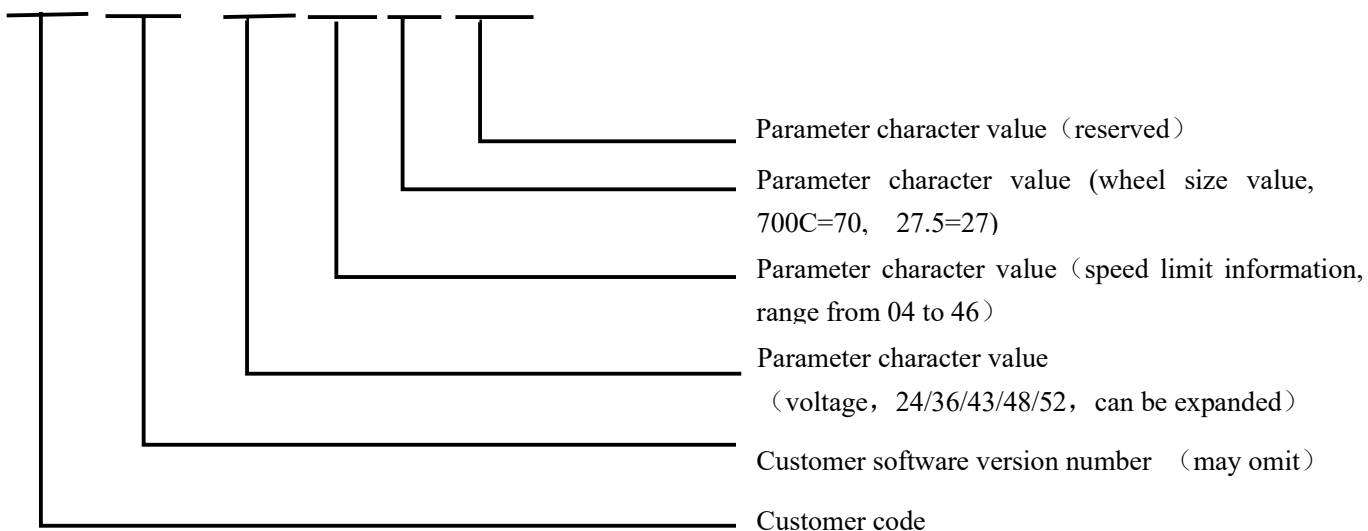 Parameter character value（reserved）
Parameter character value (wheel size value,
700C=70, 27.5=27)
Parameter character value（speed limit information,
range from 04 to 46）
Parameter character value
（voltage，24/36/43/48/52，can be expanded）
Customer software version number （may omit）
Customer code